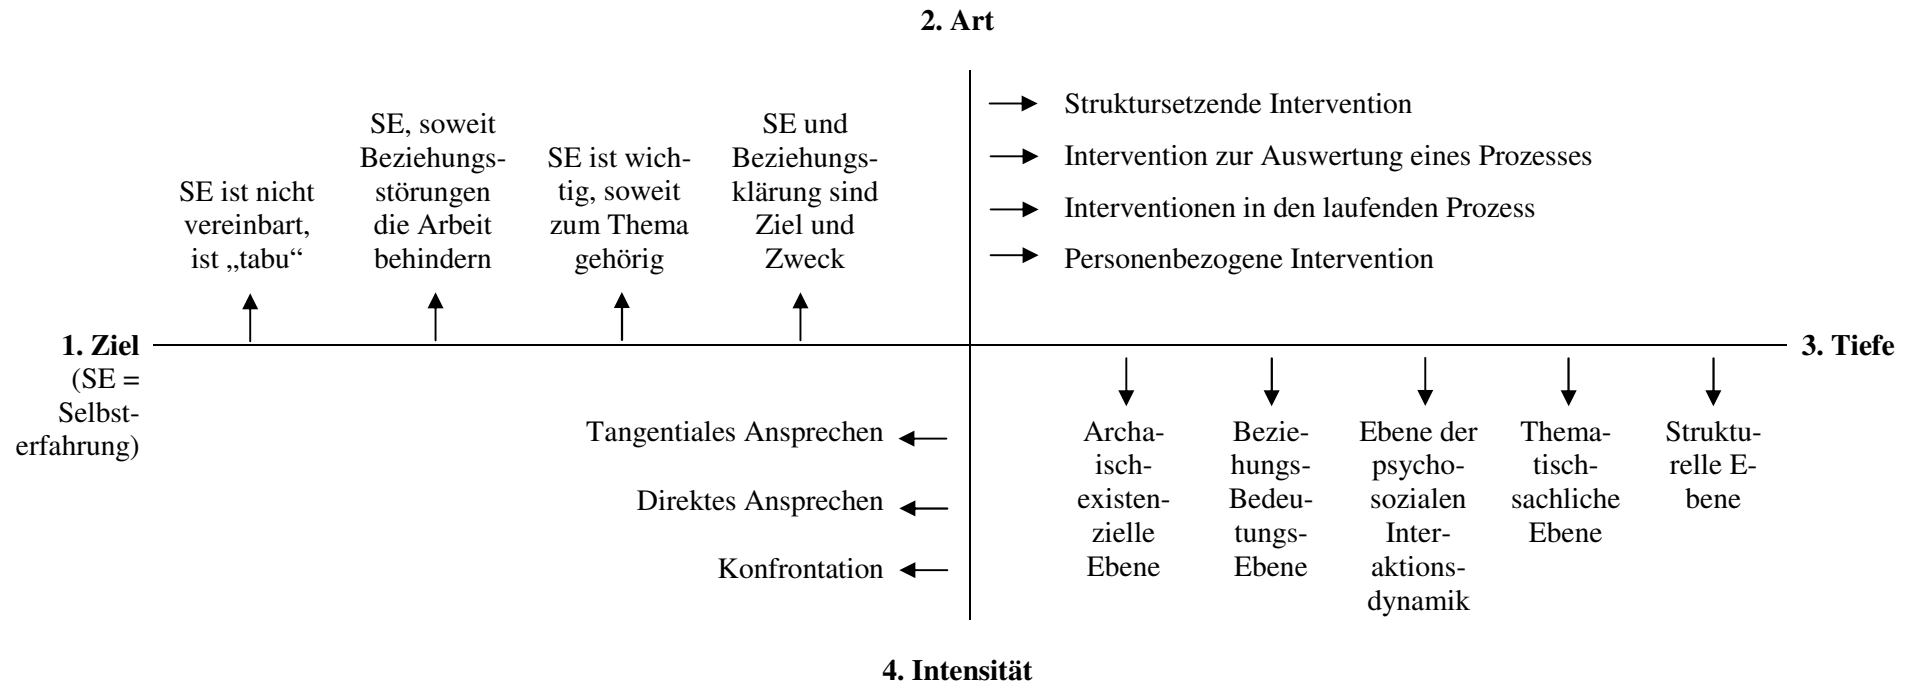 2. Art
SE ist nicht
vereinbart,
ist „tabu“
SE, soweit
Beziehungs-
störungen
die Arbeit
behindern
SE ist wich-
tig, soweit
zum Thema
gehörig
SE und
Beziehungs-
klärung sind
Ziel und
Zweck
Struktursetzende Intervention
Intervention zur Auswertung eines Prozesses
Interventionen in den laufenden Prozess
Personenbezogene Intervention
1. Ziel
(SE =
Selbst-
erfahrung)
3. Tiefe
Tangentiales Ansprechen
Direktes Ansprechen
Konfrontation
Archa-
isch-
existen-
zielle
Ebene
Bezie-
hungs-
Bedeu-
tungs-
Ebene
Ebene der
psycho-
sozialen
Inter-
aktions-
dynamik
Thema-
tisch-
sachliche
Ebene
Struktu-
relle E-
bene
4. Intensität